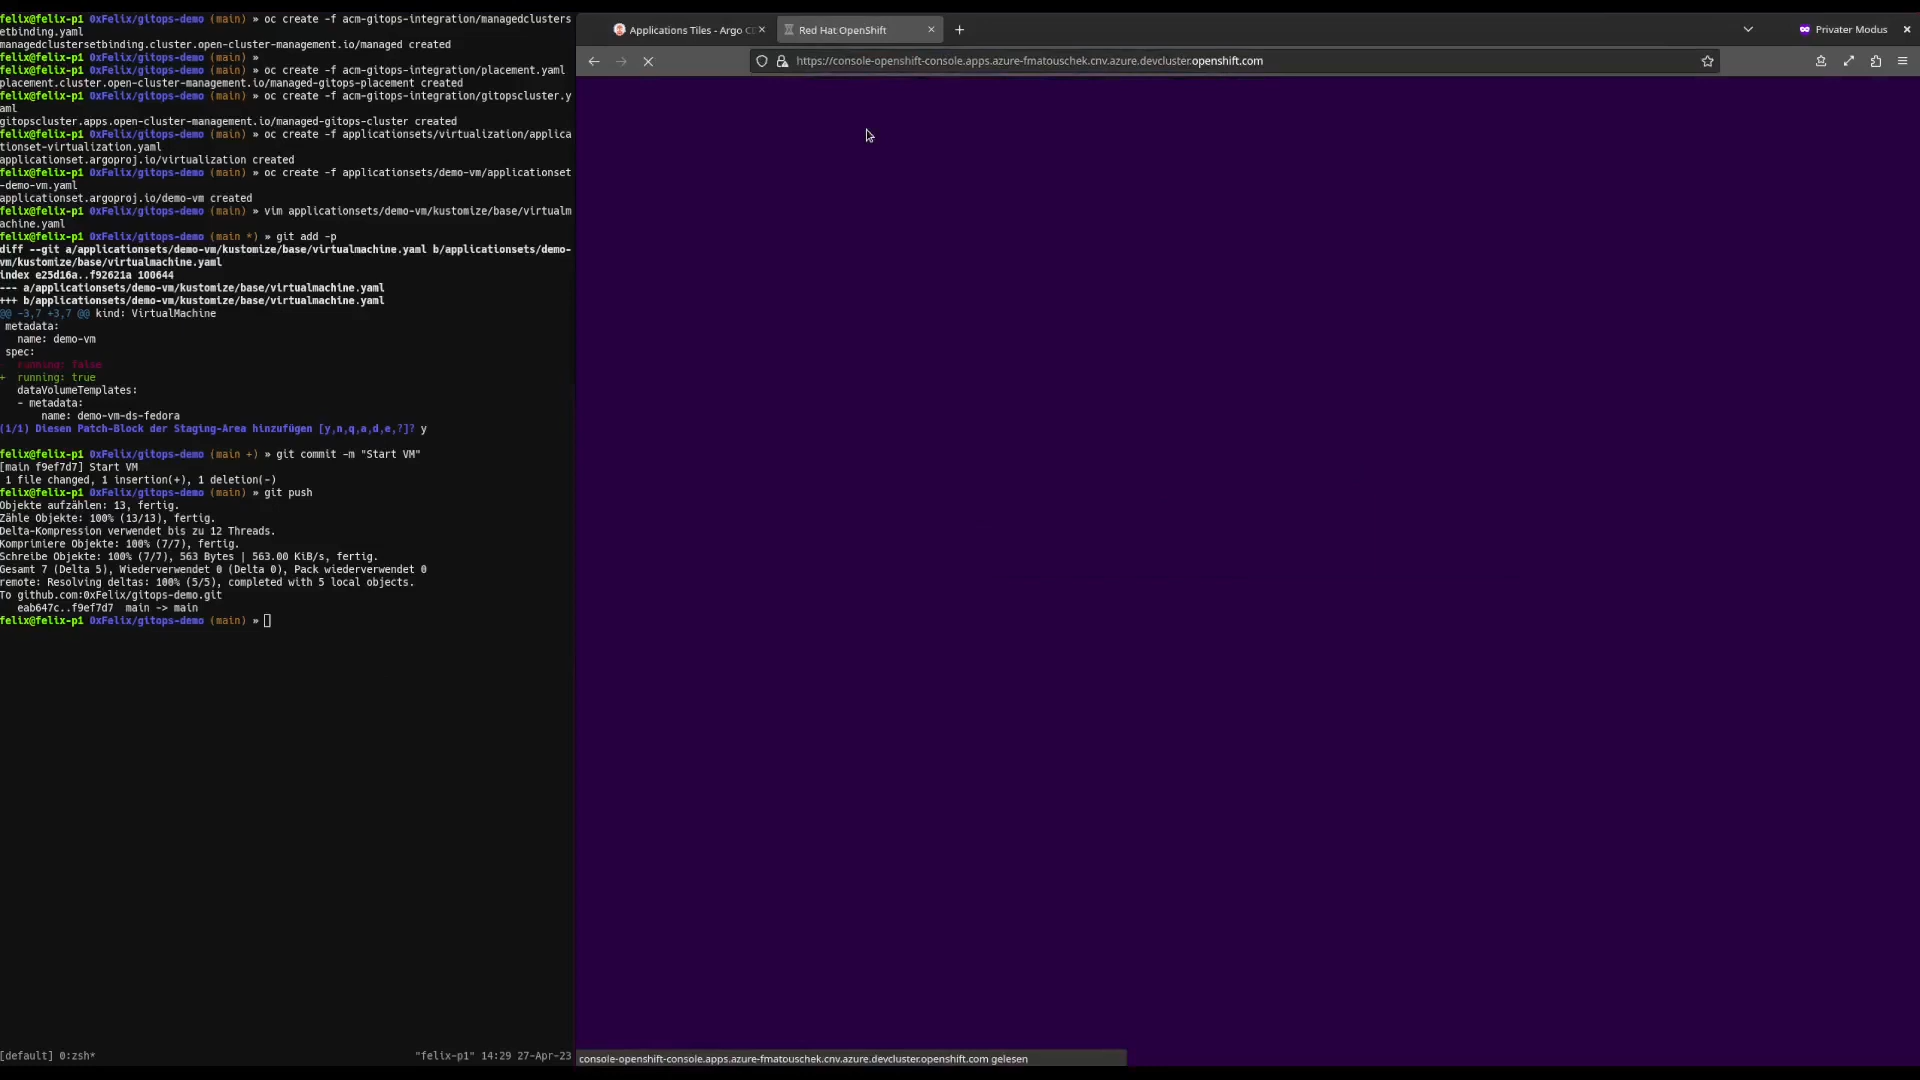 felix@felix-p1 0xFelix/gitops-demo (main) » oc create -f acm-gitops-integration/managedclusters
etbinding.yaml
managedclustersetbinding.cluster.open-cluster-management.io/managed created
felix@felix-p1 0xFelix/gitops-demo (main) »
felix@felix-p1 0xFelix/gitops-demo (main) » oc create -f acm-gitops-integration/placement.yaml
placement.cluster.open-cluster-management.io/managed-gitops-placement created
felix@felix-p1 0xFelix/gitops-demo (main) » oc create -f acm-gitops-integration/gitopscluster.y
aml
gitopscluster.apps.open-cluster-management.io/managed-gitops-cluster created
felix@felix-p1 0xFelix/gitops-demo (main) » oc create -f applicationsets/virtualization/applica
tionset-virtualization.yaml
applicationset.argoproj.io/virtualization created
felix@felix-p1 0xFelix/gitops-demo (main) » oc create -f applicationsets/demo-vm/applicationset
-demo-vm.yaml
applicationset.argoproj.io/demo-vm created
felix@felix-p1 0xFelix/gitops-demo (main) » vim applicationsets/demo-vm/kustomize/base/virtualm
achine.yaml
felix@felix-p1 0xFelix/gitops-demo (main *) » git add -p
diff --git a/applicationsets/demo-vm/kustomize/base/virtualmachine.yaml b/applicationsets/demo-
vm/kustomize/base/virtualmachine.yaml
index e25d16a..f92621a 100644
--- a/applicationsets/demo-vm/kustomize/base/virtualmachine.yaml
+++ b/applicationsets/demo-vm/kustomize/base/virtualmachine.yaml
@@ -3,7 +3,7 @@ kind: VirtualMachine
metadata:
name: demo-vm
spec:
running: false
+ running: true
dataVolumeTemplates:
- metadata:
name: demo-vm-ds-fedora
(1/1) Diesen Patch-Block der Staging-Area hinzufügen [y,n,q,a,d,e,?]? y
felix@felix-p1 0xFelix/gitops-demo (main +) » git commit -m "Start VM"
[main f9ef7d7] Start VM
1 file changed, 1 insertion(+), 1 deletion(-)
felix@felix-p1 0xFelix/gitops-demo (main) » git push
Objekte aufzählen: 13, fertig.
Zähle Objekte: 100% (13/13), fertig.
Delta-Kompression verwendet bis zu 12 Threads.
Komprimiere Objekte: 100% (7/7), fertig.
Schreibe Objekte: 100% (7/7), 563 Bytes | 563.00 KiB/s, fertig.
Gesamt 7 (Delta 5), Wiederverwendet 0 (Delta 0), Pack wiederverwendet 0
remote: Resolving deltas: 100% (5/5), completed with 5 local objects.
To github.com:0xFelix/gitops-demo.git
eab647c..f9ef7d7 main -> main
felix@felix-p1 0xFelix/gitops-demo (main) »
[default] 0:zsh* "felix-p1" 14:29 27-Apr-23
Applications Tiles - Argo CD
Red Hat OpenShift
Privater Modus
https://console-openshift-console.apps.azure-fmatouschek.cnv.azure.devcluster.openshift.com
console-openshift-console.apps.azure-fmatouschek.cnv.azure.devcluster.openshift.com gelesen